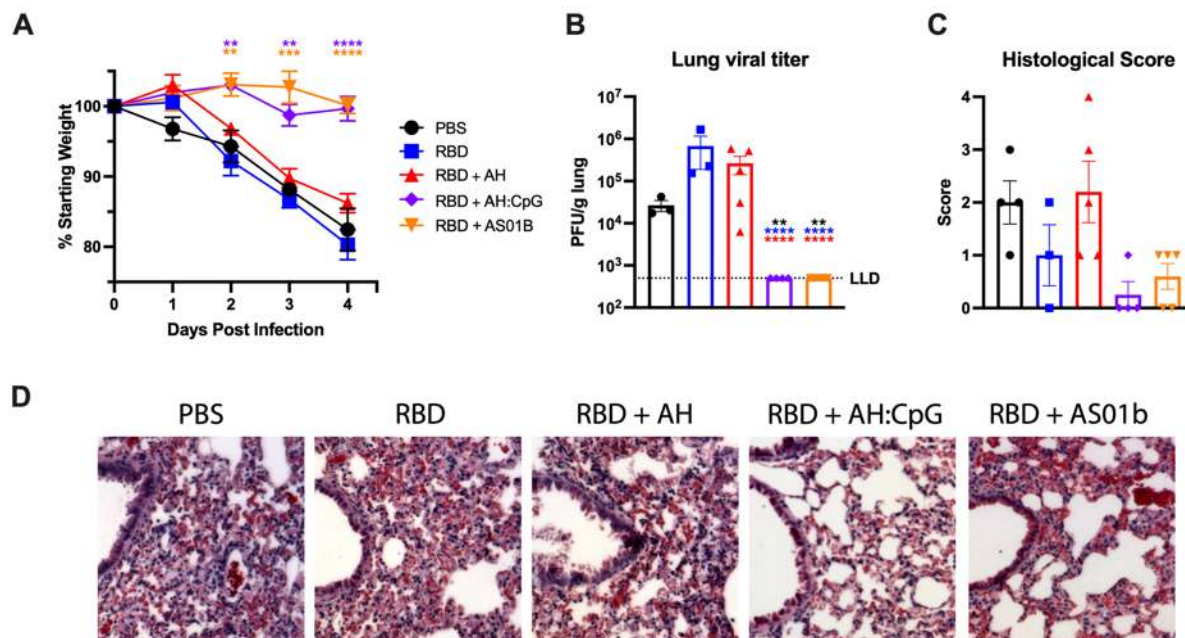 A
** ** ****
** *** ****
% Starting Weight
100
90
80
0 1 2 3 4
Days Post Infection
PBS
RBD
RBD + AH
RBD + AH:CpG
RBD + AS01B
B
Lung viral titer
PFU/g lung
10⁷
10⁶
10⁵
10⁴
10³
10²
** **
**** ****
**** ****
LLD
C
Histological Score
Score
4
3
2
1
0
D
PBS RBD RBD + AH RBD + AH:CpG RBD + AS01b